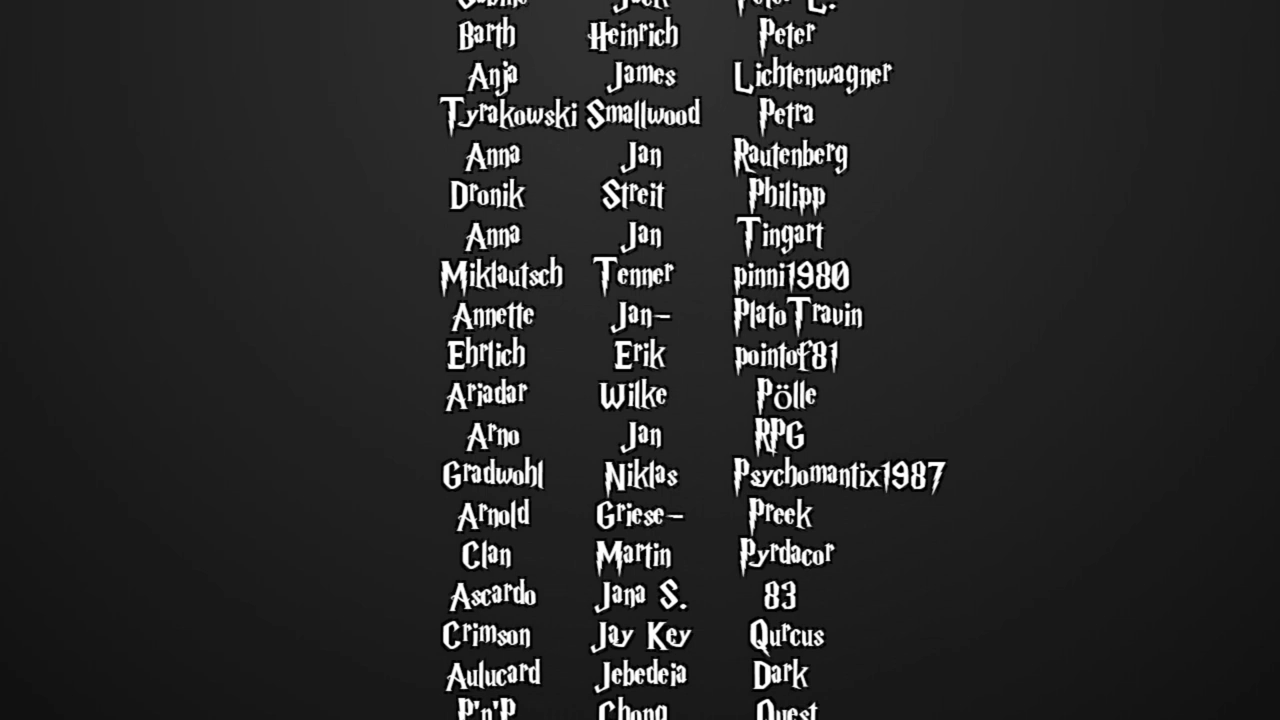 Barth Heinrich Peter
Anja James Lichtenwagner
Tyrakowski Smallwood Petra
Anna Jan Rautenberg
Dronik Streit Philipp
Anna Jan Tingart
Miklautsch Tenner pinni1980
Annette Jan- PlatoTravin
Ehrlich Erik pointof81
Ariadar Wilke Pölle
Arno Jan RPG
Gradwohl Niklas Psychomantix1987
Arnold Griese- Preek
Clan Martin Pyrdacor
Ascardo Jana S. 83
Crimson Jay Key Qurcus
Aulucard Jebedeia Dark
P'n'P Chong Quest